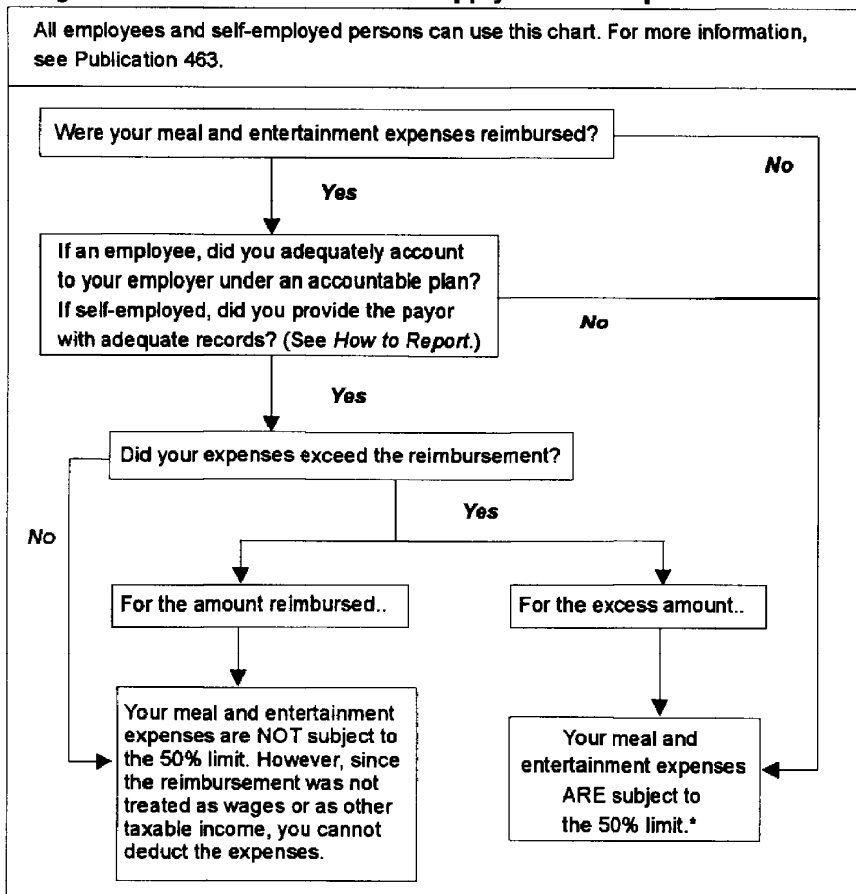 All employees and self-employed persons can use this chart. For more information,
see Publication 463.
Were your meal and entertainment expenses reimbursed?
No
Yes
If an employee, did you adequately account
to your employer under an accountable plan?
If self-employed, did you provide the payor
with adequate records? (See How to Report.)
No
Yes
Did your expenses exceed the reimbursement?
No
Yes
For the amount reimbursed..
For the excess amount..
Your meal and entertainment
expenses are NOT subject to
the 50% limit. However, since
the reimbursement was not
treated as wages or as other
taxable income, you cannot
deduct the expenses.
Your meal and
entertainment expenses
ARE subject to
the 50% limit.*